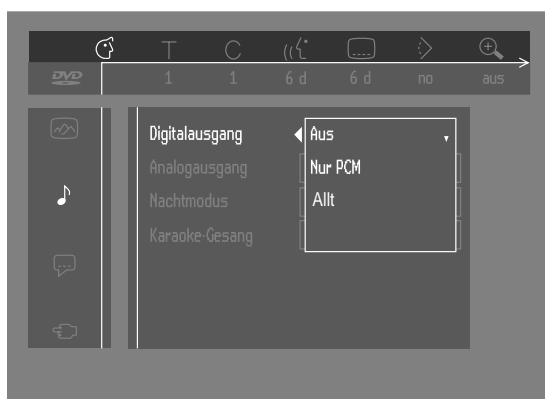 T C
DVD 1 1 6 d 6 d no aus
Digitalausgang Aus
Analogausgang Nur PCM
Nachtmodus Allt
Karaoke-Gesang